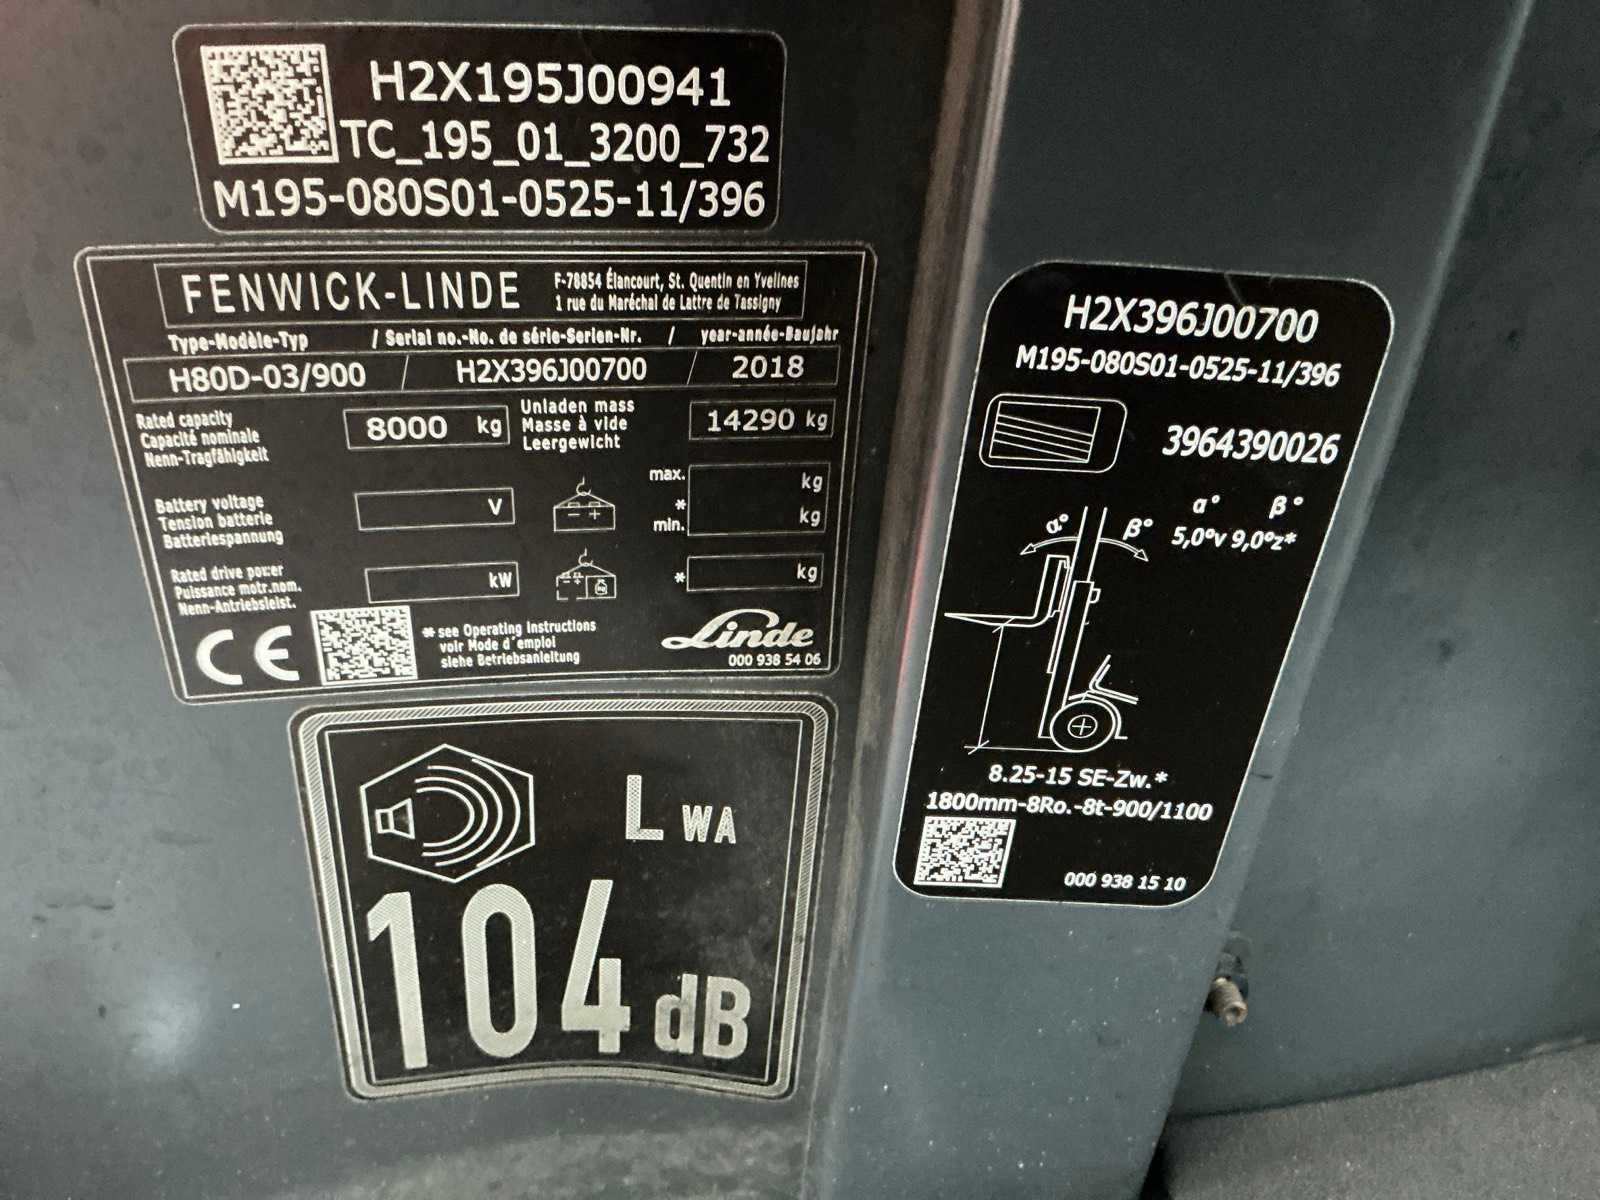 H2X195J00941
TC_195_01_3200_732
M195-080S01-0525-11/396
FENWICK-LINDE
F-78854 Élancourt, St. Quentin en Yvelines
1 rue du Maréchal de Lattre de Tassigny
Type-Modèle-Typ / Serial no.-No. de série-Serien-Nr. / year-année-Baujahr
H80D-03/900 / H2X396J00700 / 2018
Rated capacity
Capacité nominale
Nenn-Tragfähigkeit
8000 kg
Unladen mass
Masse à vide
Leergewicht
14290 kg
Battery voltage
Tension batterie
Batteriespannung
V
- +
max.
*
min.
kg
kg
Rated drive power
Puissance motr.nom.
Nenn-Antriebsleist.
kW
- +
kg
* kg
CE
* see Operating Instructions
voir Mode d'emploi
siehe Betriebsanleitung
Linde
000 938 54 06
L WA
104 dB
H2X396J00700
M195-080S01-0525-11/396
3964390026
α° β°
5,0°v 9,0°z*
α° β°
8.25-15 SE-Zw.*
1800mm-8Ro.-8t-900/1100
000 938 15 10